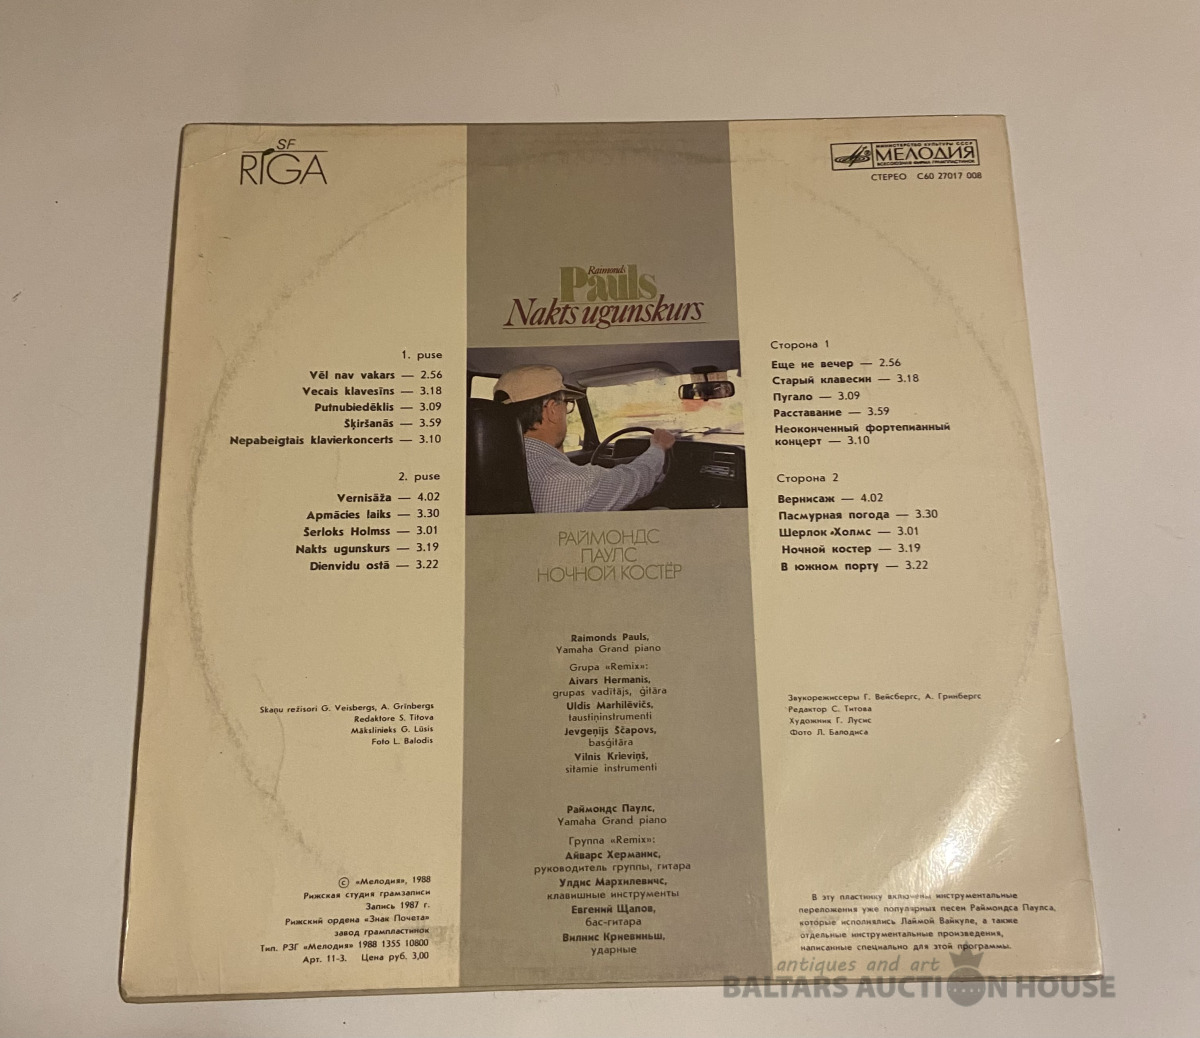 SF
RIGA
МИНИСТЕРСТВО КУЛЬТУРЫ СССР
МЕЛОДИЯ
ВСЕСОЮЗНАЯ ФИРМА ГРАМПЛАСТИНОК
СТЕРЕО С60 27017 008
Raimonds
Pauls
Nakts ugunskurs
1. puse
Vēl nav vakars — 2.56
Vecais klavesīns — 3.18
Putnubiedēklis — 3.09
Šķiršanās — 3.59
Nepabeigtais klavierkoncerts — 3.10
2. puse
Vernisāža — 4.02
Apmācies laiks — 3.30
Šerloks Holmss — 3.01
Nakts ugunskurs — 3.19
Dienvidu ostā — 3.22
Сторона 1
Еще не вечер — 2.56
Старый клавесин — 3.18
Пугало — 3.09
Расставание — 3.59
Неоконченный фортепианный
концерт — 3.10
Сторона 2
Вернисаж — 4.02
Пасмурная погода — 3.30
Шерлок Холмс — 3.01
Ночной костер — 3.19
В южном порту — 3.22
РАЙМОНДС
ПАУЛС
НОЧНОЙ КОСТЁР
Raimonds Pauls,
Yamaha Grand piano
Grupa «Remix»:
Aivars Hermanis,
grupas vadītājs, ģitāra
Uldis Marhilēvičs,
taustiņinstrumenti
Jevgeņijs Ščapovs,
basģitāra
Vilnis Krieviņš,
sitamie instrumenti
Раймондс Паулс,
Yamaha Grand piano
Группа «Remix»:
Айварс Херманис,
руководитель группы, гитара
Улдис Мархилевичс,
клавишные инструменты
Евгений Щапов,
бас-гитара
Вилнис Криевиньш,
ударные
Skaņu režisori G. Veisbergs, A. Grīnbergs
Redaktore S. Titova
Mākslinieks G. Lūsis
Foto L. Balodis
Звукорежиссеры Г. Вейсбергс, А. Гринбергс
Редактор С. Титова
Художник Г. Лусис
Фото Л. Балодиса
© «Мелодия», 1988
Рижская студия грамзаписи
Запись 1987 г.
Рижский ордена «Знак Почета»
завод грампластинок
Тип. РЗГ «Мелодия» 1988 1355 10800
Арт. 11-3. Цена руб. 3,00
В эту пластинку включены инструментальные
переложения уже популярных песен Раймондса Паулса,
которые исполнялись Лаймой Вайкуле, а также
отдельные инструментальные произведения,
написанные специально для этой программы.
antiques and art
BALTARS AUCTION HOUSE